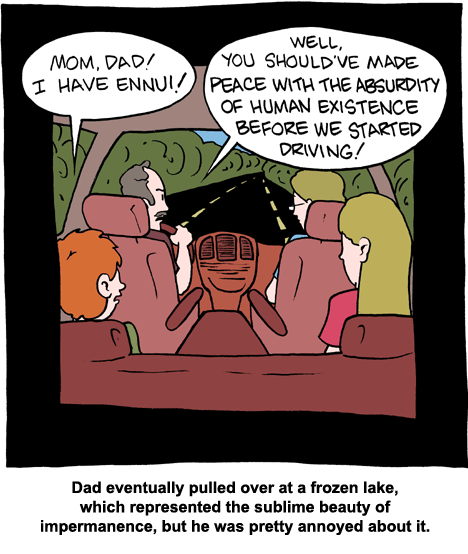 MOM, DAD!
I HAVE ENNUI!
WELL,
YOU SHOULD'VE MADE
PEACE WITH THE ABSURDITY
OF HUMAN EXISTENCE
BEFORE WE STARTED
DRIVING!
Dad eventually pulled over at a frozen lake,
which represented the sublime beauty of
impermanence, but he was pretty annoyed about it.